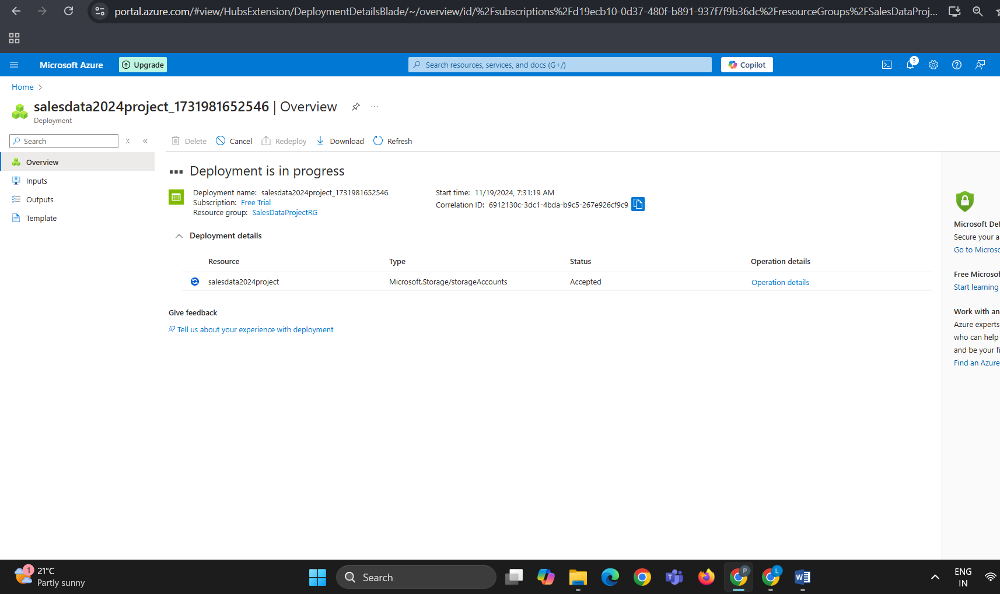 portal.azure.com/#view/HubsExtension/DeploymentDetailsBlade/~/overview/id/%2Fsubscriptions%2Fd19ecb10-0d37-480f-b891-937f7f9b36dc%2FresourceGroups%2FSalesDataProj...
Microsoft Azure
Upgrade
Search resources, services, and docs (G+/)
Copilot
3
Home
salesdata2024project_1731981652546 | Overview
Deployment
Search
Delete
Cancel
Redeploy
Download
Refresh
Overview
Inputs
Outputs
Template
Deployment is in progress
Deployment name: salesdata2024project_1731981652546
Subscription: Free Trial
Resource group: SalesDataProjectRG
Start time: 11/19/2024, 7:31:19 AM
Correlation ID: 6912130c-3dc1-4bda-b9c5-267e926cf9c9
Deployment details
Resource Type Status Operation details
salesdata2024project Microsoft.Storage/storageAccounts Accepted Operation details
Give feedback
Tell us about your experience with deployment
Microsoft Def
Secure your a
Go to Microso
Free Microsof
Start learning
Work with an
Azure experts
who can help
and be your fi
Find an Azure
1
21°C
Partly sunny
Search
T
P
L
W
ENG
IN